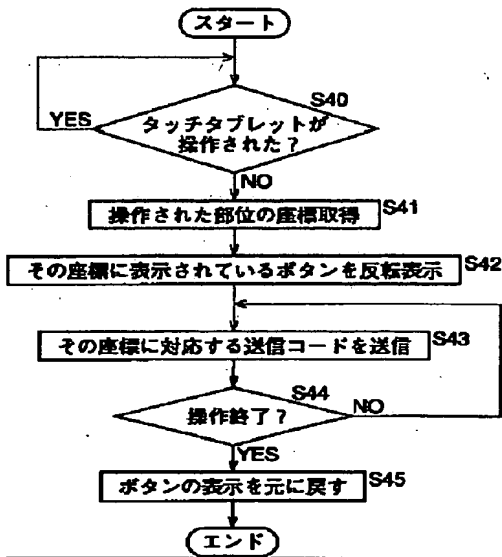 スタート
S40
YES
タッチタブレットが
操作された?
NO
操作された部位の座標取得
S41
その座標に表示されているボタンを反転表示
S42
その座標に対応する送信コードを送信
S43
S44
操作終了?
NO
YES
ボタンの表示を元に戻す
S45
エンド